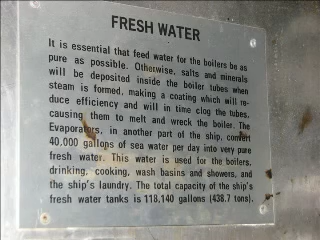 FRESH WATER
It is essential that feed water for the boilers be as
pure as possible. Otherwise, salts and minerals
will be deposited inside the boiler tubes when
steam is formed, making a coating which will re-
duce efficiency and will in time clog the tubes,
causing them to melt and wreck the boiler. The
Evaporators, in another part of the ship, convert
40.000 gallons of sea water per day into very pure
fresh water. This water is used for the boilers,
drinking, cooking, wash basins and showers, and
the ship's laundry. The total capacity of the ship's
fresh water tanks is 118.140 gallons (438.7 tons).